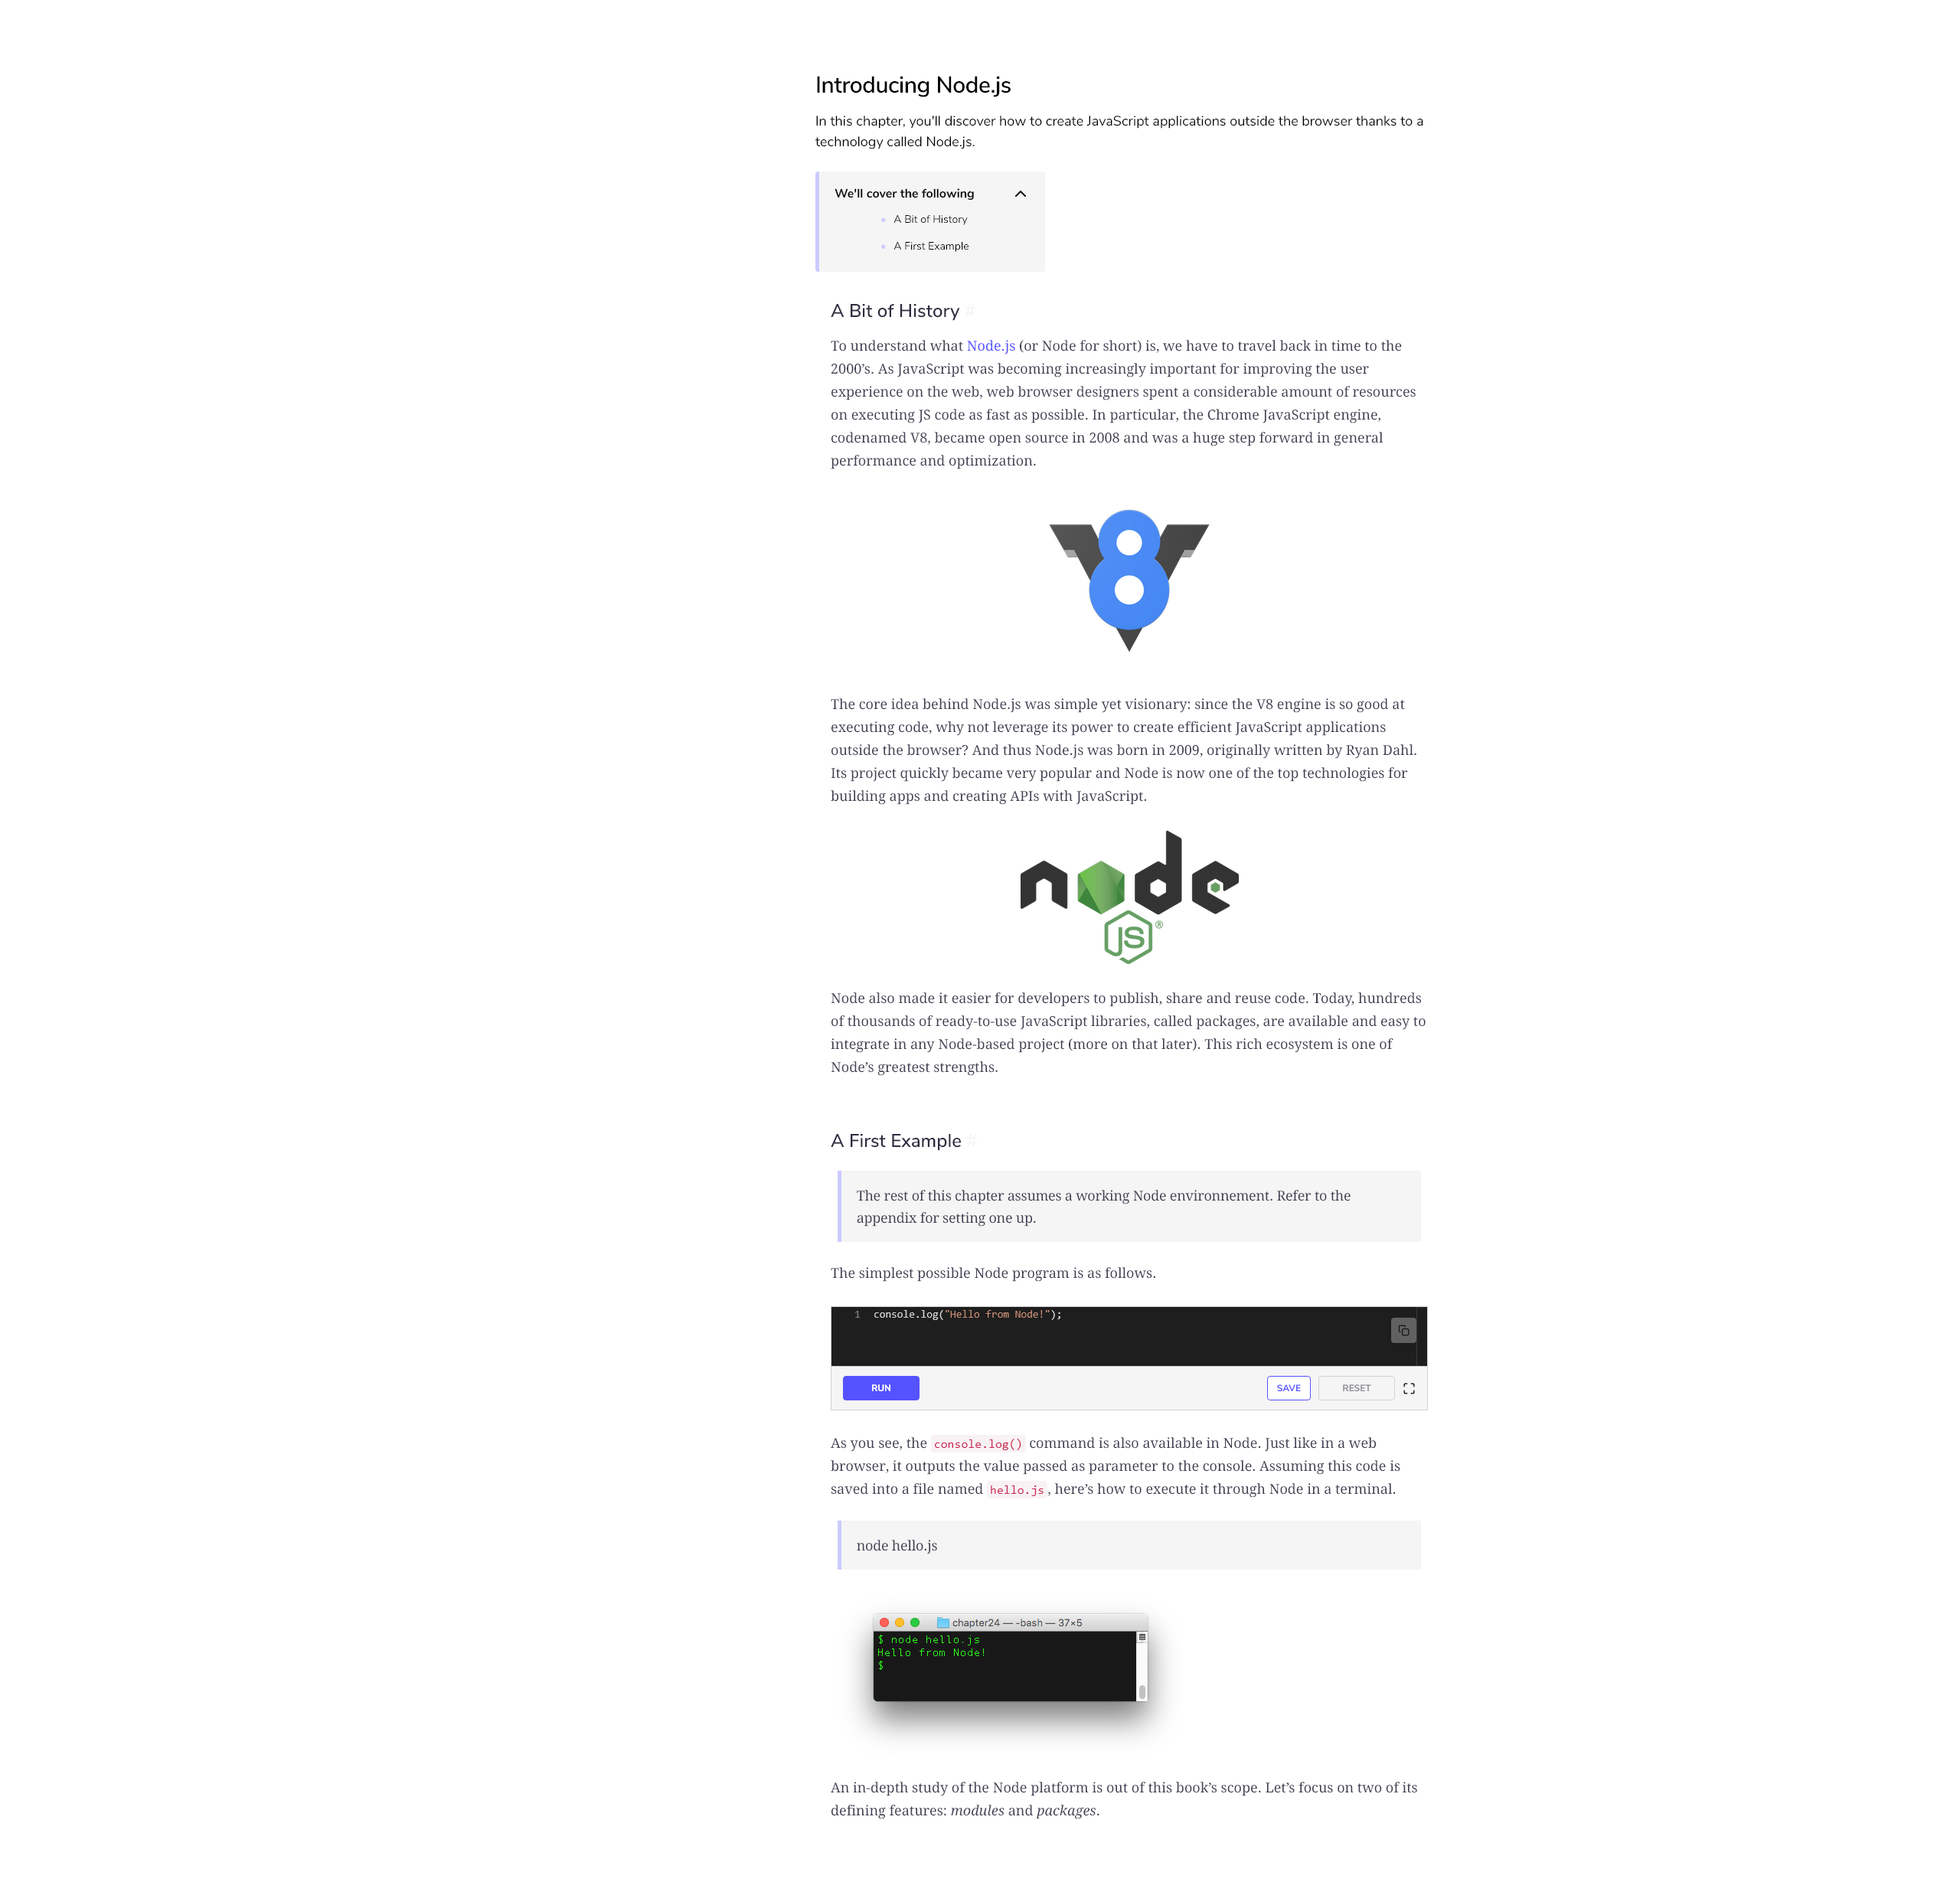 Introducing Node.js
In this chapter, you'll discover how to create JavaScript applications outside the browser thanks to a
technology called Node.js.
We'll cover the following
A Bit of History
A First Example
A Bit of History #
To understand what Node.js (or Node for short) is, we have to travel back in time to the
2000’s. As JavaScript was becoming increasingly important for improving the user
experience on the web, web browser designers spent a considerable amount of resources
on executing JS code as fast as possible. In particular, the Chrome JavaScript engine,
codenamed V8, became open source in 2008 and was a huge step forward in general
performance and optimization.
V8
The core idea behind Node.js was simple yet visionary: since the V8 engine is so good at
executing code, why not leverage its power to create efficient JavaScript applications
outside the browser? And thus Node.js was born in 2009, originally written by Ryan Dahl.
Its project quickly became very popular and Node is now one of the top technologies for
building apps and creating APIs with JavaScript.
node
JS®
Node also made it easier for developers to publish, share and reuse code. Today, hundreds
of thousands of ready-to-use JavaScript libraries, called packages, are available and easy to
integrate in any Node-based project (more on that later). This rich ecosystem is one of
Node’s greatest strengths.
A First Example #
The rest of this chapter assumes a working Node environnement. Refer to the
appendix for setting one up.
The simplest possible Node program is as follows.
1 console.log("Hello from Node!");
RUN SAVE RESET
As you see, the console.log() command is also available in Node. Just like in a web
browser, it outputs the value passed as parameter to the console. Assuming this code is
saved into a file named hello.js, here’s how to execute it through Node in a terminal.
node hello.js
chapter24 — -bash — 37×5
$ node hello.js
Hello from Node!
$
An in-depth study of the Node platform is out of this book’s scope. Let’s focus on two of its
defining features: modules and packages.